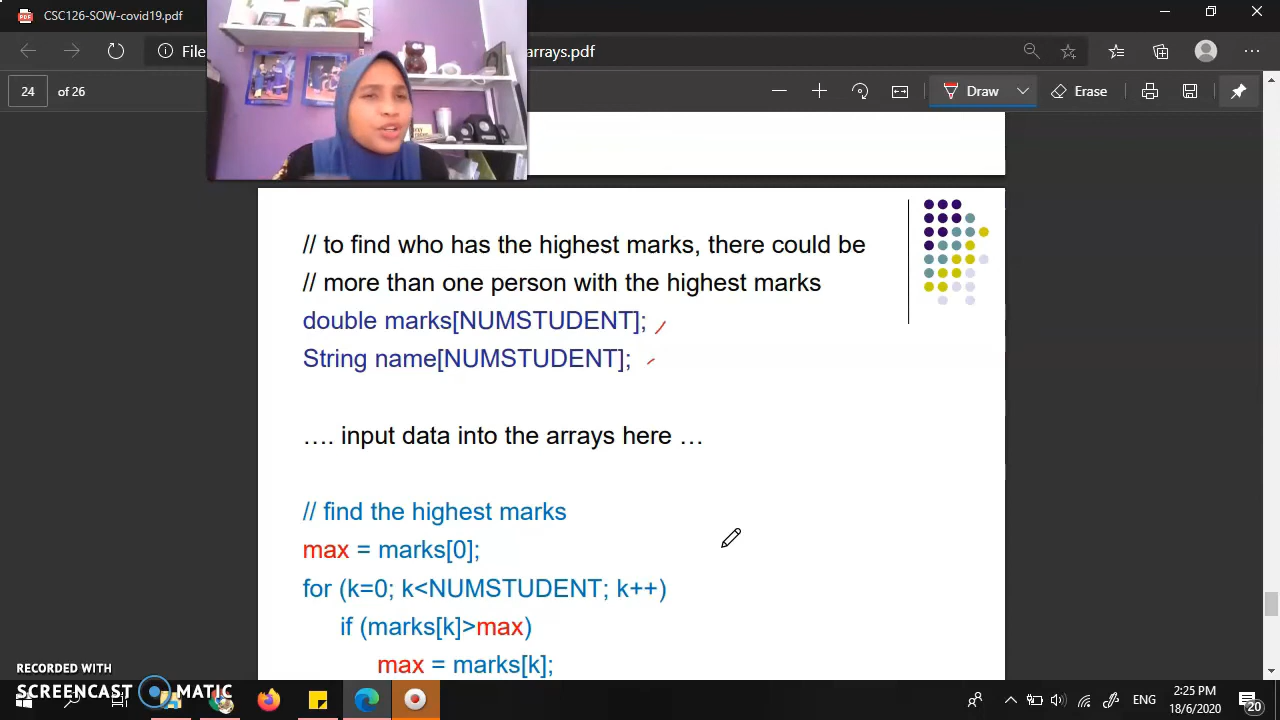 CSC126-SOW-covid19.pdf
File
arrays.pdf
24 of 26
Draw
Erase
// to find who has the highest marks, there could be
// more than one person with the highest marks
double marks[NUMSTUDENT];
String name[NUMSTUDENT];
…. input data into the arrays here …
// find the highest marks
max = marks[0];
for (k=0; k<NUMSTUDENT; k++)
if (marks[k]>max)
max = marks[k];
RECORDED WITH
SCREENCAST MATIC
ENG
2:25 PM
18/6/2020
20